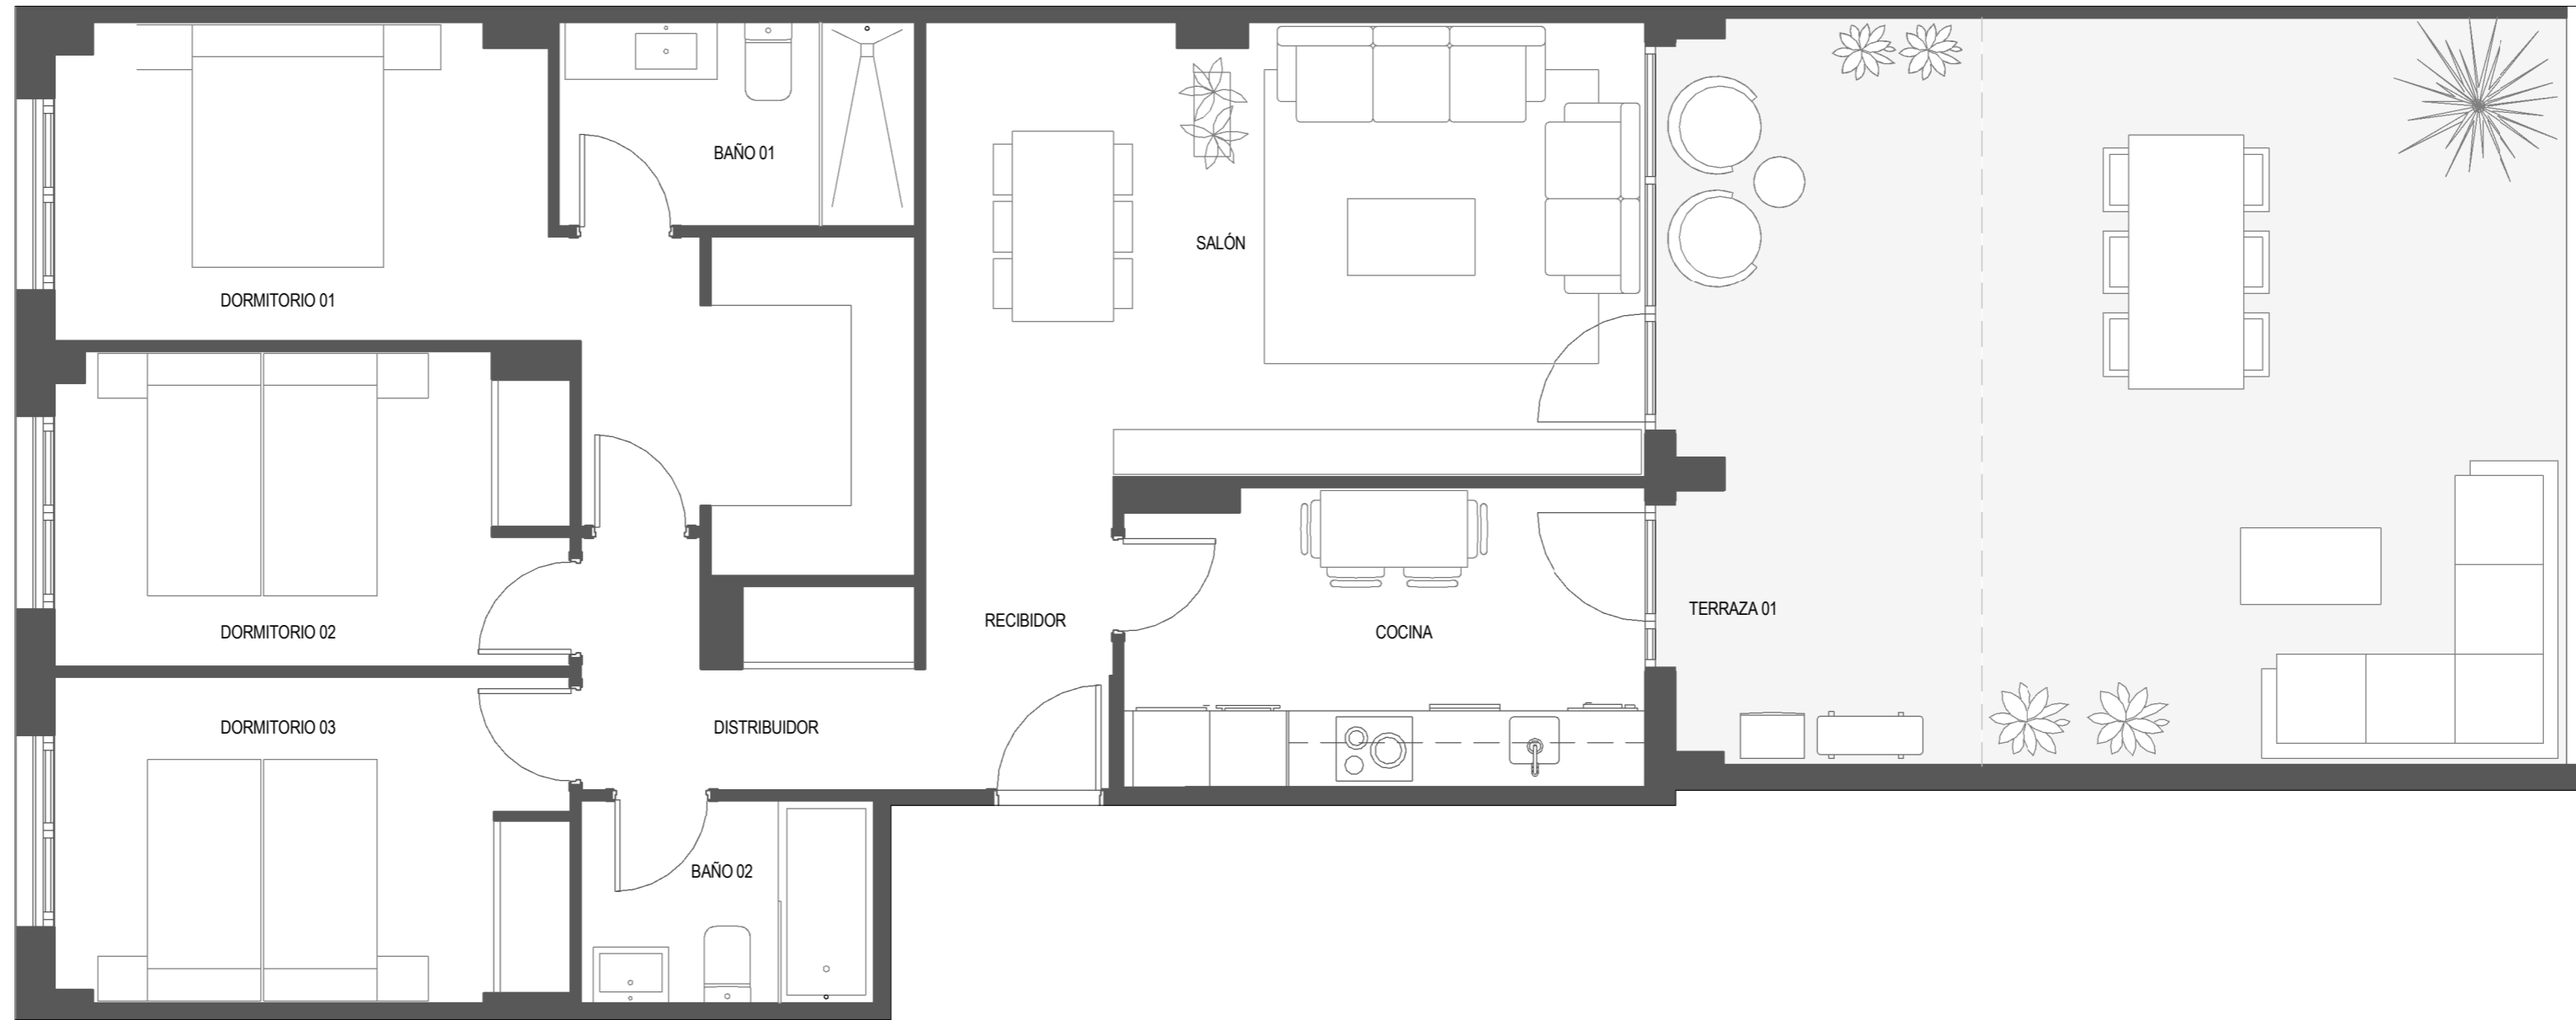 BAÑO 01
SALÓN
DORMITORIO 01
TERRAZA 01
RECIBIDOR
DORMITORIO 02
COCINA
DORMITORIO 03
DISTRIBUIDOR
BAÑO 02